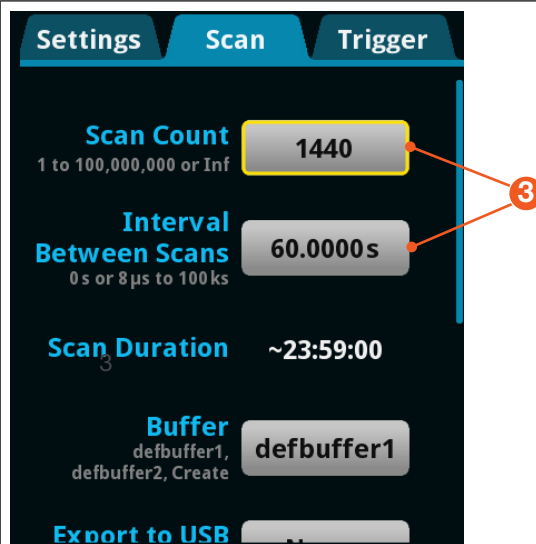 Settings Scan Trigger
Scan Count
1 to 100,000,000 or Inf
1440
3
Interval
Between Scans
0 s or 8 µs to 100 ks
60.0000 s
Scan Duration
~23:59:00
3
Buffer
defbuffer1,
defbuffer2, Create
defbuffer1
Export to USB